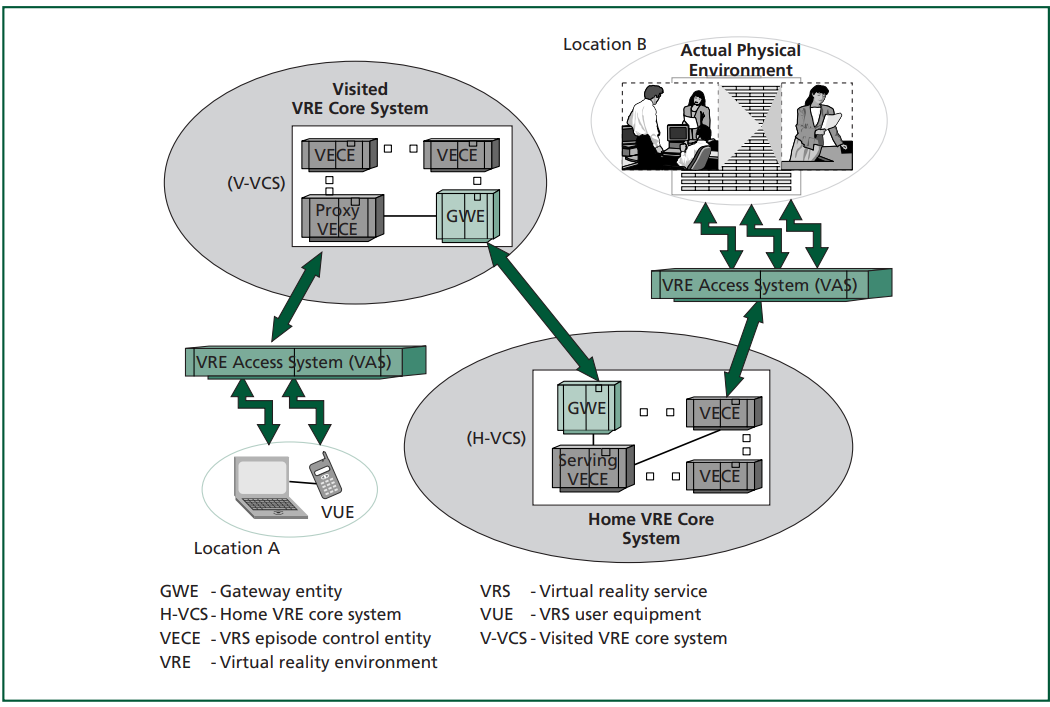 Location B
Actual Physical
Environment
Visited
VRE Core System
VECE
VECE
(V-VCS)
Proxy
VECE
GWE
VRE Access System (VAS)
VRE Access System (VAS)
GWE
VECE
(H-VCS)
Serving
VECE
VECE
VUE
Home VRE Core
System
Location A
GWE - Gateway entity
H-VCS - Home VRE core system
VECE - VRS episode control entity
VRE - Virtual reality environment
VRS - Virtual reality service
VUE - VRS user equipment
V-VCS - Visited VRE core system